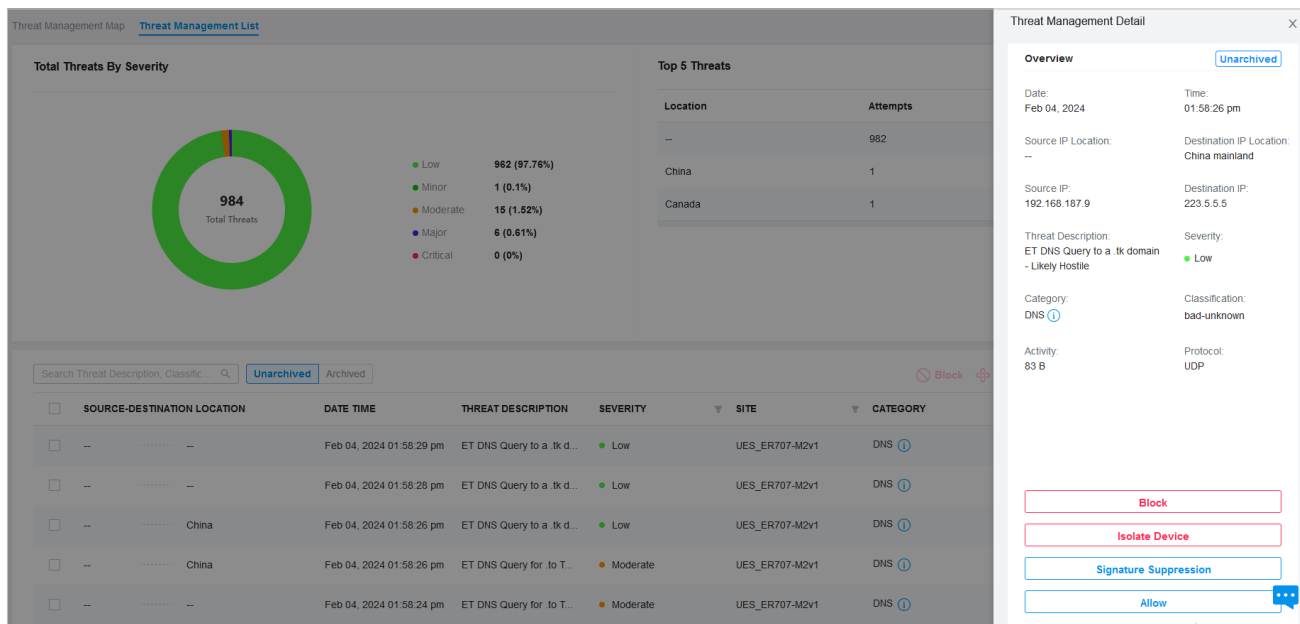 Threat Management Map Threat Management List
Total Threats By Severity
984
Total Threats
Low 962 (97.76%)
Minor 1 (0.1%)
Moderate 15 (1.52%)
Major 6 (0.61%)
Critical 0 (0%)
Top 5 Threats
Location Attempts
-- 982
China 1
Canada 1
Search Threat Description, Classific... Unarchived Archived Block
SOURCE-DESTINATION LOCATION DATE TIME THREAT DESCRIPTION SEVERITY SITE CATEGORY
-- -- Feb 04, 2024 01:58:29 pm ET DNS Query to a .tk d... Low UES_ER707-M2v1 DNS
-- -- Feb 04, 2024 01:58:28 pm ET DNS Query to a .tk d... Low UES_ER707-M2v1 DNS
-- China Feb 04, 2024 01:58:26 pm ET DNS Query to a .tk d... Low UES_ER707-M2v1 DNS
-- China Feb 04, 2024 01:58:26 pm ET DNS Query for .to T... Moderate UES_ER707-M2v1 DNS
-- -- Feb 04, 2024 01:58:24 pm ET DNS Query for .to T... Moderate UES_ER707-M2v1 DNS
Threat Management Detail
Overview Unarchived
Date: Time:
Feb 04, 2024 01:58:26 pm
Source IP Location: Destination IP Location:
-- China mainland
Source IP: Destination IP:
192.168.187.9 223.5.5.5
Threat Description: Severity:
ET DNS Query to a .tk domain
- Likely Hostile Low
Category: Classification:
DNS bad-unknown
Activity: Protocol:
83 B UDP
Block
Isolate Device
Signature Suppression
Allow